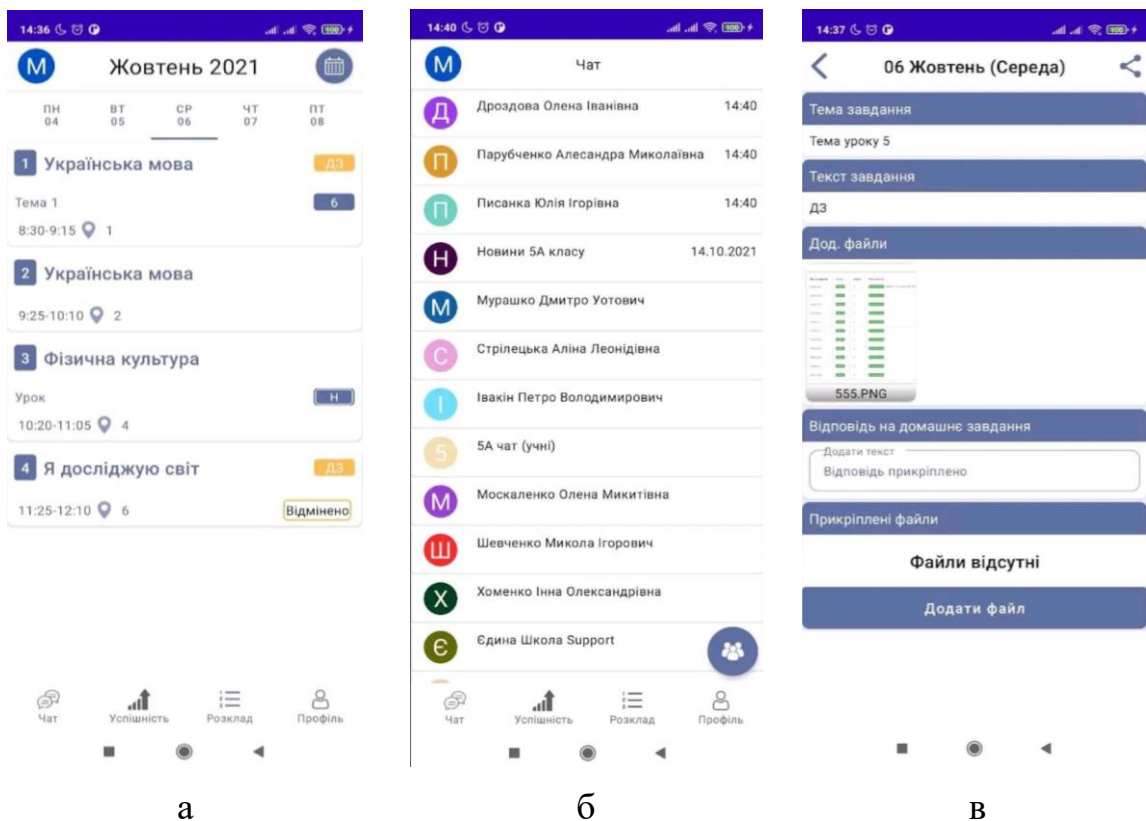 14:36
100
М
Жовтень 2021
ПН ВТ СР ЧТ ПТ
04 05 06 07 08
1 Українська мова ДЗ
Тема 1 6
8:30-9:15 1
2 Українська мова
9:25-10:10 2
3 Фізична культура
Урок Н
10:20-11:05 4
4 Я досліджую світ ДЗ
11:25-12:10 6 Відмінено
Чат Успішність Розклад Профіль
а
14:40
100
М Чат
Д Дроздова Олена Іванівна 14:40
П Парубченко Алесандра Миколаївна 14:40
П Писанка Юлія Ігорівна 14:40
Н Новини 5А класу 14.10.2021
М Мурашко Дмитро Уотович
С Стрілецька Аліна Леонідівна
І Івакін Петро Володимирович
5 5А чат (учні)
М Москаленко Олена Микитівна
Ш Шевченко Микола Ігорович
Х Хоменко Інна Олександрівна
Є Єдина Школа Support
Чат Успішність Розклад Профіль
б
14:37
100
06 Жовтень (Середа)
Тема завдання
Тема уроку 5
Текст завдання
ДЗ
Дод. файли
555.PNG
Відповідь на домашнє завдання
Додати текст
Відповідь прикріплено
Прикріплені файли
Файли відсутні
Додати файл
в